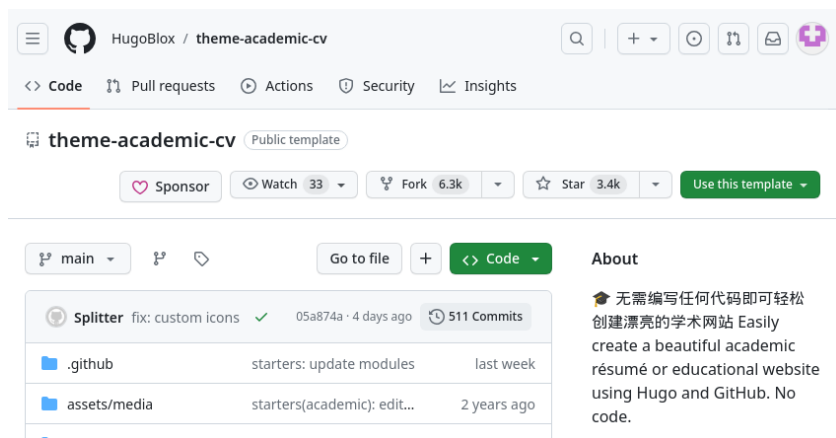 HugoBlox / theme-academic-cv
Code Pull requests Actions Security Insights
theme-academic-cv Public template
Sponsor Watch 33 Fork 6.3k Star 3.4k Use this template
main Go to file Code
Splitter fix: custom icons 05a874a · 4 days ago 511 Commits
.github starters: update modules last week
assets/media starters(academic): edit... 2 years ago
About
🎓 无需编写任何代码即可轻松
创建漂亮的学术网站 Easily
create a beautiful academic
résumé or educational website
using Hugo and GitHub. No
code.